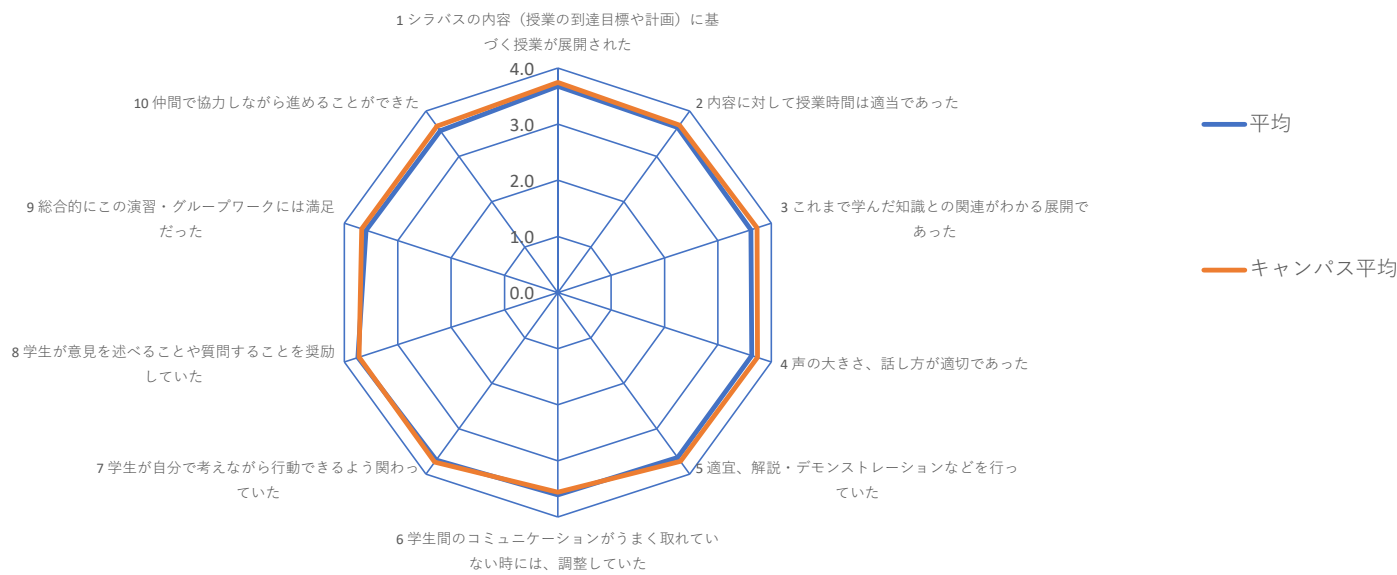 1 シラバスの内容（授業の到達目標や計画）に基
づく授業が展開された
4.0
3.0
2.0
1.0
0.0
2 内容に対して授業時間は適当であった
3 これまで学んだ知識との関連がわかる展開で
あった
4 声の大きさ、話し方が適切であった
5 適宜、解説・デモンストレーションなどを行っ
ていた
6 学生間のコミュニケーションがうまく取れてい
ない時には、調整していた
7 学生が自分で考えながら行動できるよう関わっ
ていた
8 学生が意見を述べることや質問することを奨励
していた
9 総合的にこの演習・グループワークには満足
だった
10 仲間で協力しながら進めることができた
平均
キャンパス平均